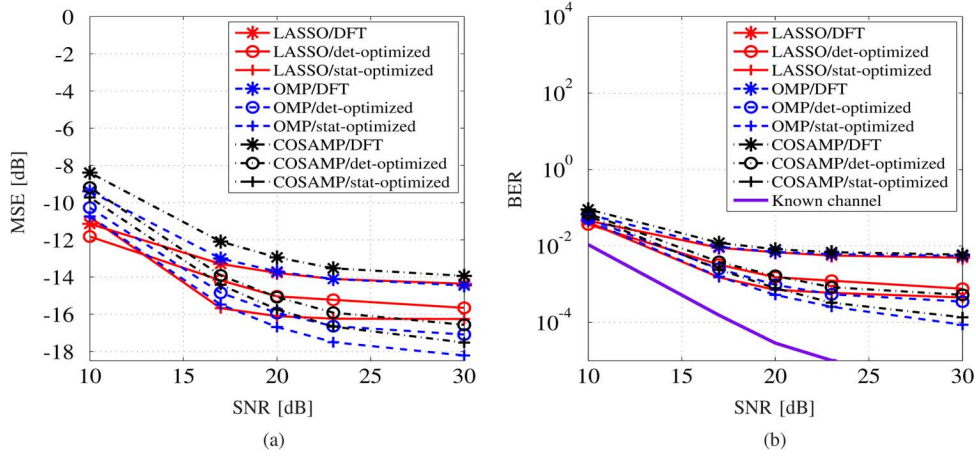 0
-2
-4
-6
-8
-10
-12
-14
-16
-18
MSE [dB]
10
15
20
25
30
SNR [dB]
LASSO/DFT
LASSO/det-optimized
LASSO/stat-optimized
OMP/DFT
OMP/det-optimized
OMP/stat-optimized
COSAMP/DFT
COSAMP/det-optimized
COSAMP/stat-optimized
(a)
10^4
10^2
10^0
10^-2
10^-4
BER
10
15
20
25
30
SNR [dB]
LASSO/DFT
LASSO/det-optimized
LASSO/stat-optimized
OMP/DFT
OMP/det-optimized
OMP/stat-optimized
COSAMP/DFT
COSAMP/det-optimized
COSAMP/stat-optimized
Known channel
(b)